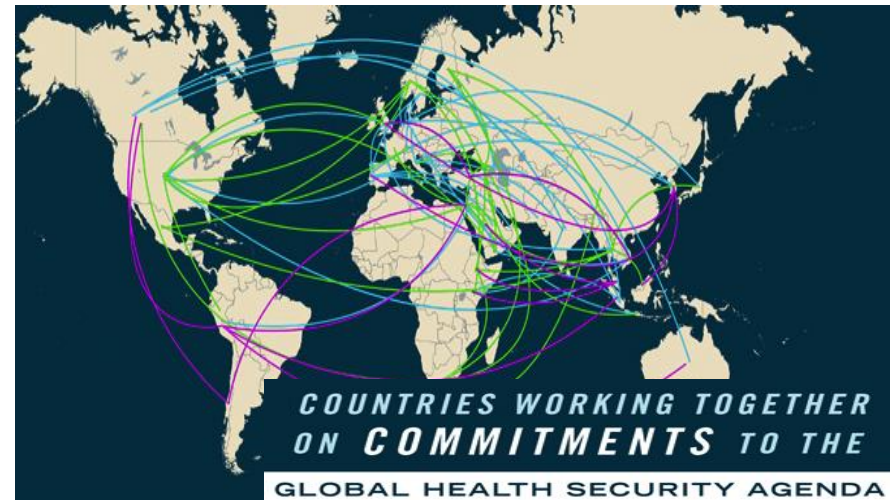 COUNTRIES WORKING TOGETHER
ON COMMITMENTS TO THE
GLOBAL HEALTH SECURITY AGENDA